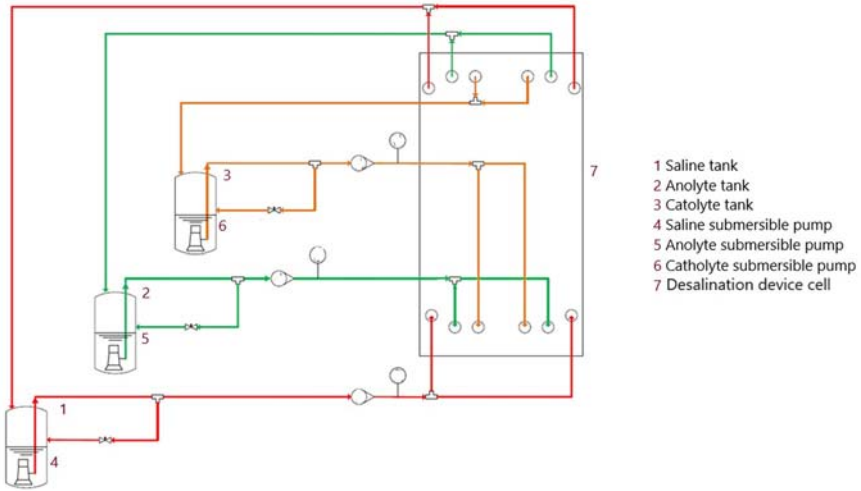 3
7
6
2
5
1
4
1 Saline tank
2 Anolyte tank
3 Catolyte tank
4 Saline submersible pump
5 Anolyte submersible pump
6 Catholyte submersible pump
7 Desalination device cell